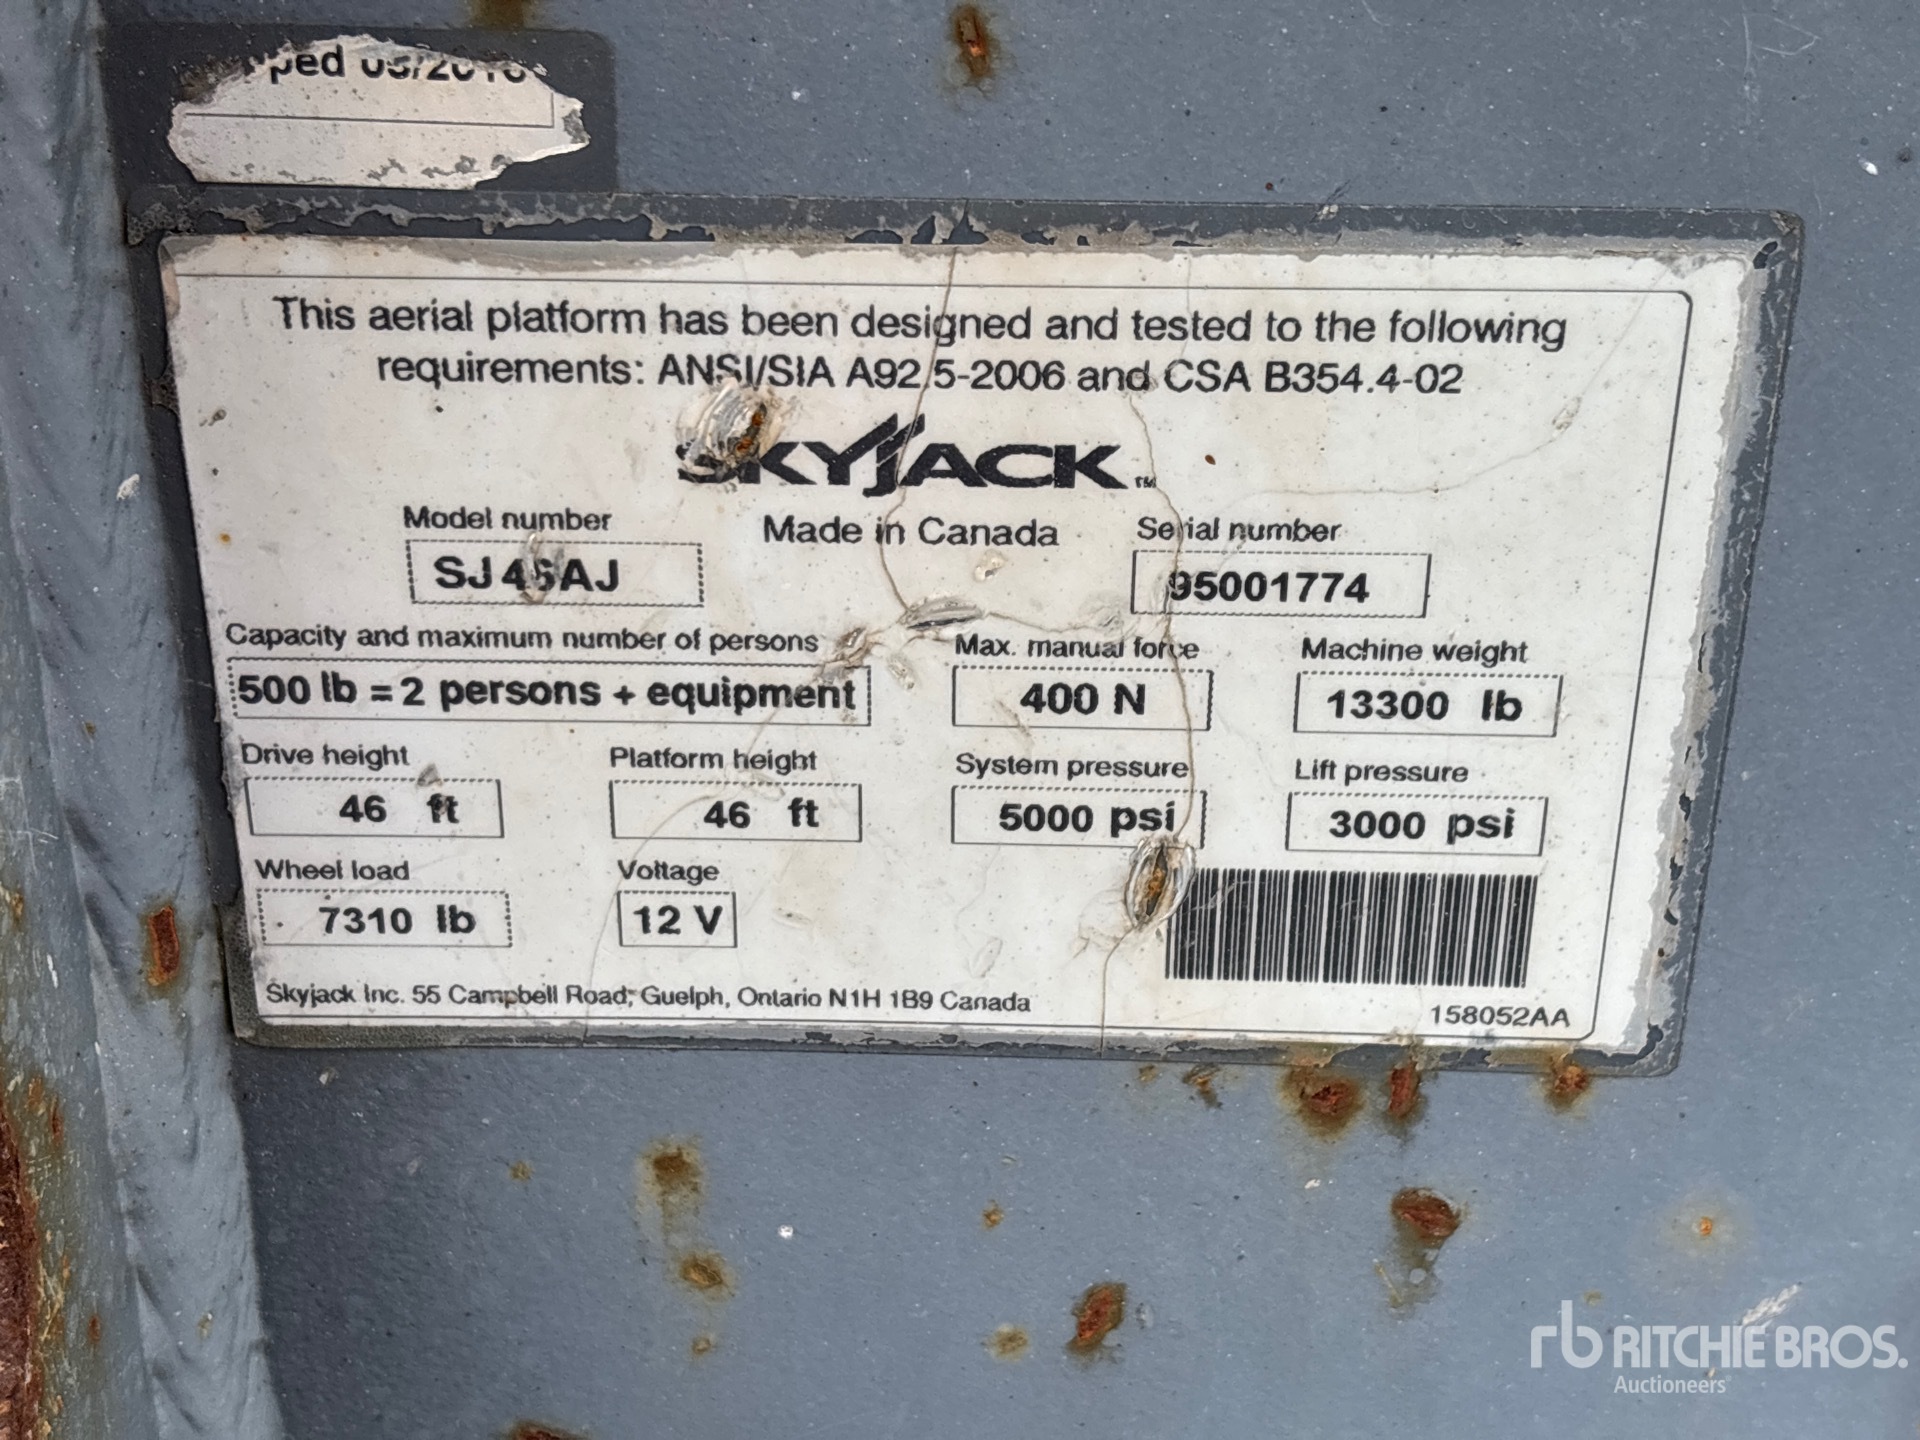 This aerial platform has been designed and tested to the following
requirements: ANSI/SIA A92.5-2006 and CSA B354.4-02
SKYJACK™
Model number
Made in Canada
Serial number
SJ46AJ
95001774
Capacity and maximum number of persons
Max. manual force
Machine weight
500 lb = 2 persons + equipment
400 N
13300 lb
Drive height
Platform height
System pressure
Lift pressure
46 ft
46 ft
5000 psi
3000 psi
Wheel load
Voltage
7310 lb
12 V
Skyjack Inc. 55 Campbell Road, Guelph, Ontario N1H 1B9 Canada
158052AA
rb RITCHIE BROS.
Auctioneers